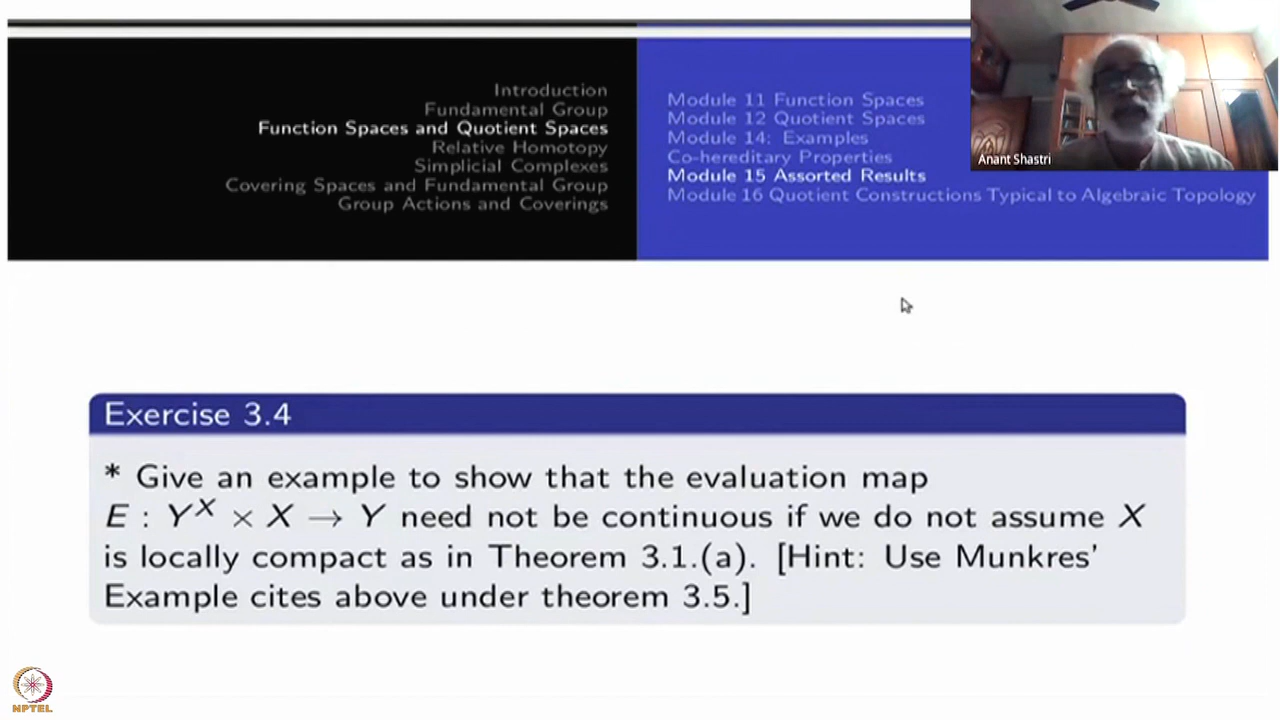 Introduction
Fundamental Group
Function Spaces and Quotient Spaces
Relative Homotopy
Simplicial Complexes
Covering Spaces and Fundamental Group
Group Actions and Coverings
Module 11 Function Spaces
Module 12 Quotient Spaces
Module 14: Examples
Co-hereditary Properties
Module 15 Assorted Results
Module 16 Quotient Constructions Typical to Algebraic Topology
Anant Shastri
Exercise 3.4
* Give an example to show that the evaluation map
E : Y^X × X → Y need not be continuous if we do not assume X
is locally compact as in Theorem 3.1.(a). [Hint: Use Munkres'
Example cites above under theorem 3.5.]
NPTEL